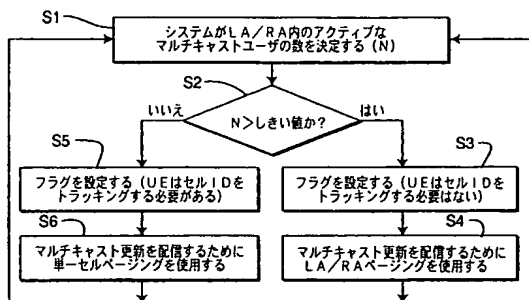 S1
システムがLA/RA内のアクティブな
マルチキャストユーザの数を決定する(N)
S2
いいえ
N>しきい値か?
はい
S5
フラグを設定する(UEはセルIDを
トラッキングする必要がある)
S3
フラグを設定する(UEはセルIDを
トラッキングする必要はない)
S6
マルチキャスト更新を配信するために
単一セルページングを使用する
S4
マルチキャスト更新を配信するために
LA/RAページングを使用する